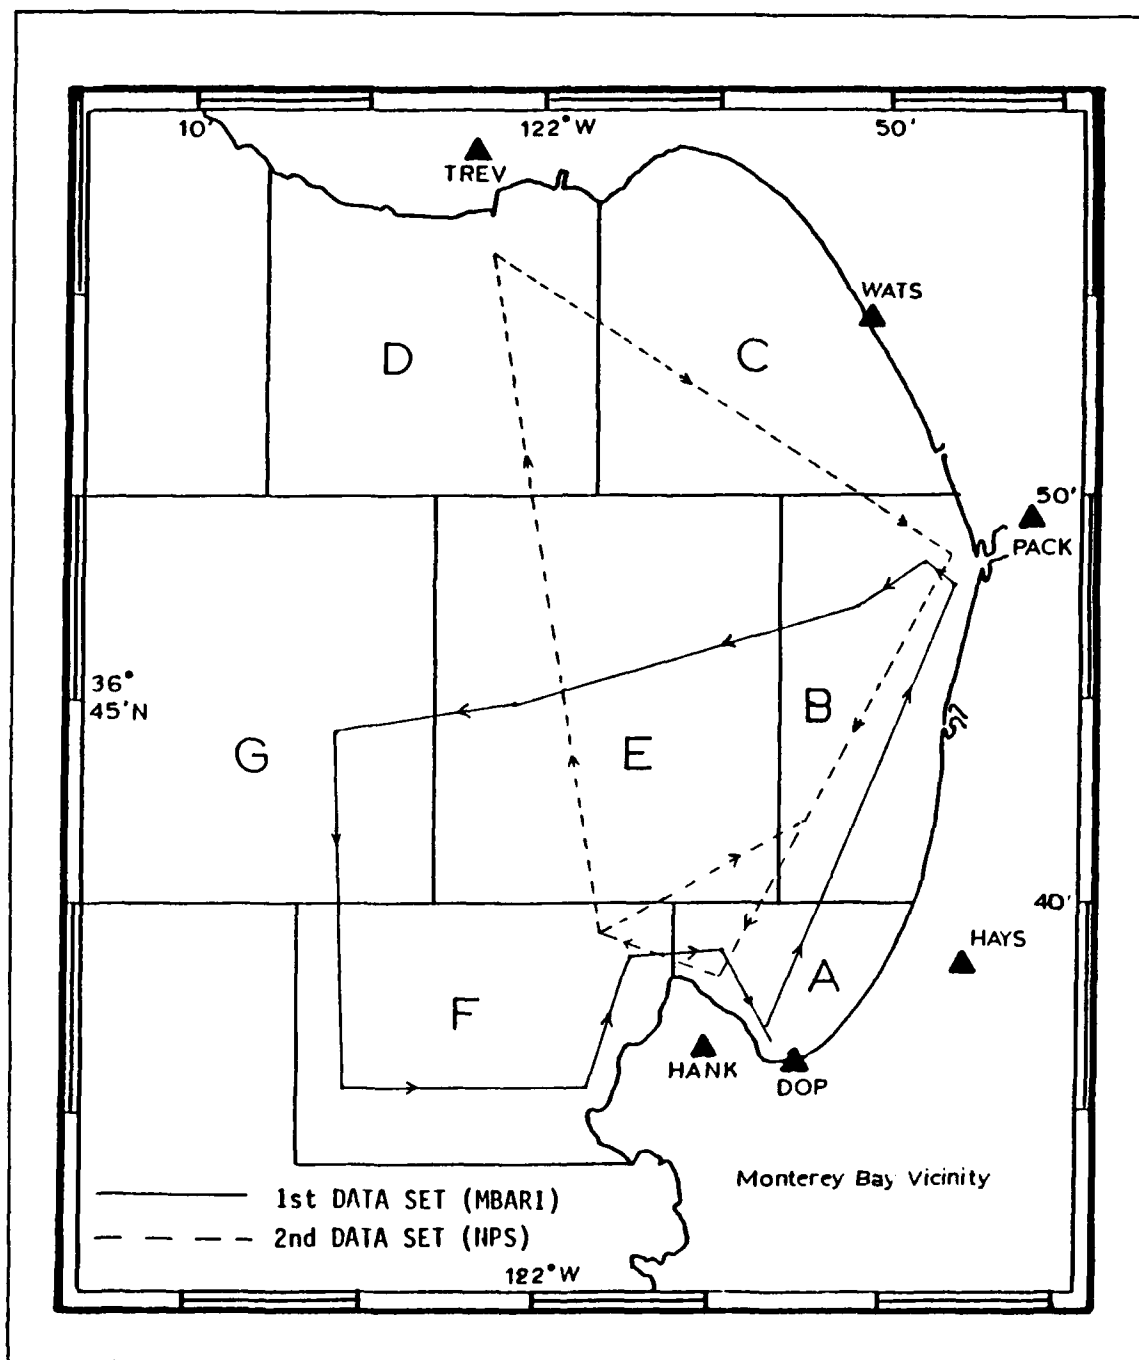 10' 122°W 50'
TREV
WATS
D C
50'
PACK
36°
45'N
B
G E
40'
HAYS
A
F
HANK
DOP
Monterey Bay Vicinity
1st DATA SET (MBARI)
2nd DATA SET (NPS)
122°W